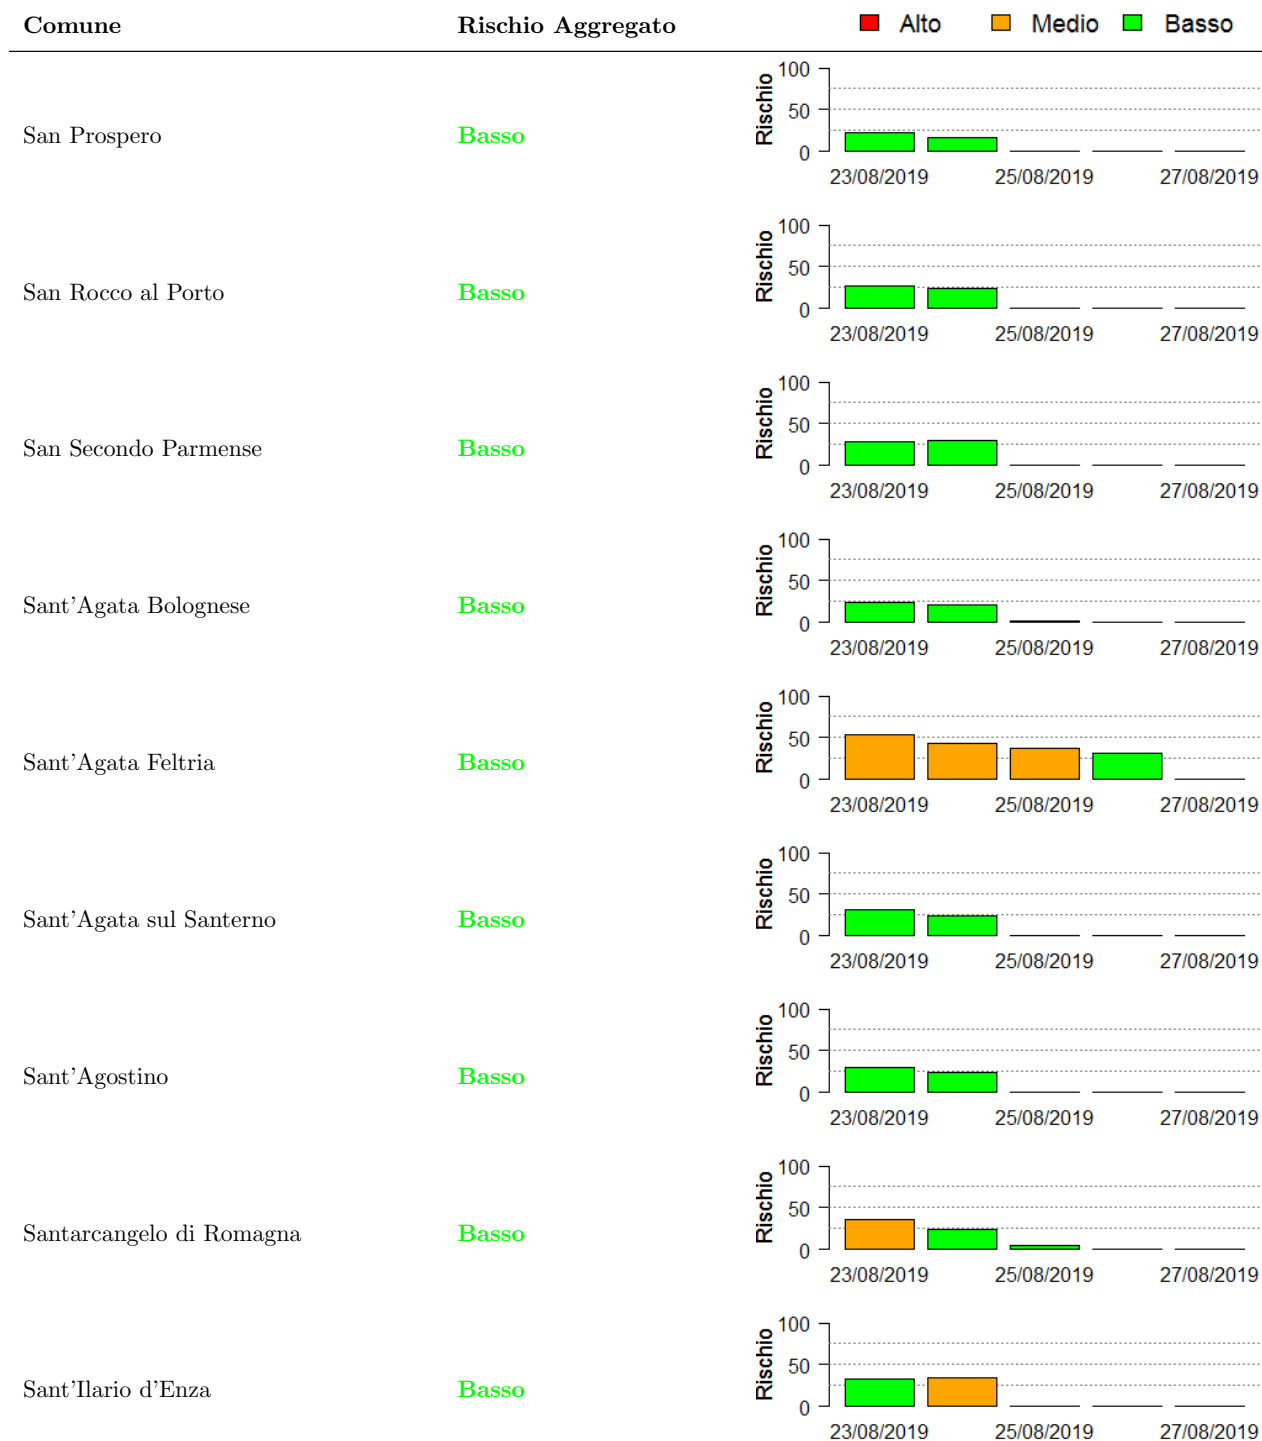 Comune Rischio Aggregato Alto Medio Basso
San Prospero Basso Rischio 100 50 0
23/08/2019 25/08/2019 27/08/2019
San Rocco al Porto Basso Rischio 100 50 0
23/08/2019 25/08/2019 27/08/2019
San Secondo Parmense Basso Rischio 100 50 0
23/08/2019 25/08/2019 27/08/2019
Sant'Agata Bolognese Basso Rischio 100 50 0
23/08/2019 25/08/2019 27/08/2019
Sant'Agata Feltria Basso Rischio 100 50 0
23/08/2019 25/08/2019 27/08/2019
Sant'Agata sul Santerno Basso Rischio 100 50 0
23/08/2019 25/08/2019 27/08/2019
Sant'Agostino Basso Rischio 100 50 0
23/08/2019 25/08/2019 27/08/2019
Santarcangelo di Romagna Basso Rischio 100 50 0
23/08/2019 25/08/2019 27/08/2019
Sant'Ilario d'Enza Basso Rischio 100 50 0
23/08/2019 25/08/2019 27/08/2019